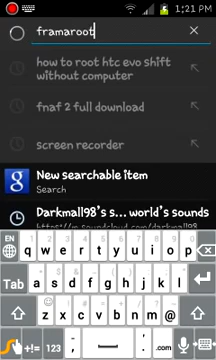 1:21 PM
framaroot
how to root htc evo shift
without computer
fnaf 2 full download
screen recorder
New searchable item
Search
Darkmall98's s... world's sounds
EN
q w e r t y u i o p
Tab a s d f g h j k l
z x c v b n m
+!= , . .com